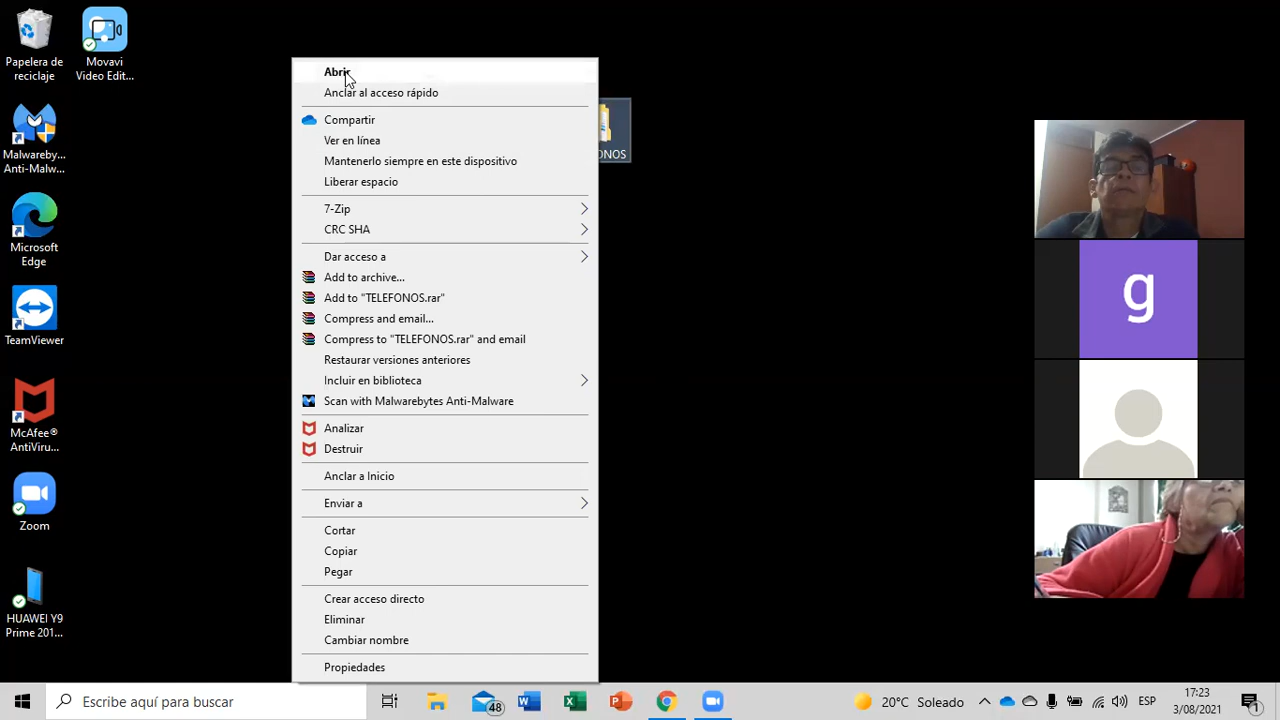 Papelera de
reciclaje
Movavi
Video Edit...
Malwareby...
Anti-Malw...
Microsoft
Edge
TeamViewer
McAfee®
AntiViru...
Zoom
HUAWEI Y9
Prime 201...
Abrir
Anclar al acceso rápido
Compartir
Ver en línea
Mantenerlo siempre en este dispositivo
Liberar espacio
7-Zip
CRC SHA
Dar acceso a
Add to archive...
Add to "TELEFONOS.rar"
Compress and email...
Compress to "TELEFONOS.rar" and email
Restaurar versiones anteriores
Incluir en biblioteca
Scan with Malwarebytes Anti-Malware
Analizar
Destruir
Anclar a Inicio
Enviar a
Cortar
Copiar
Pegar
Crear acceso directo
Eliminar
Cambiar nombre
Propiedades
ONOS
g
Escribe aquí para buscar
48
20°C Soleado
ESP
17:23
3/08/2021
1